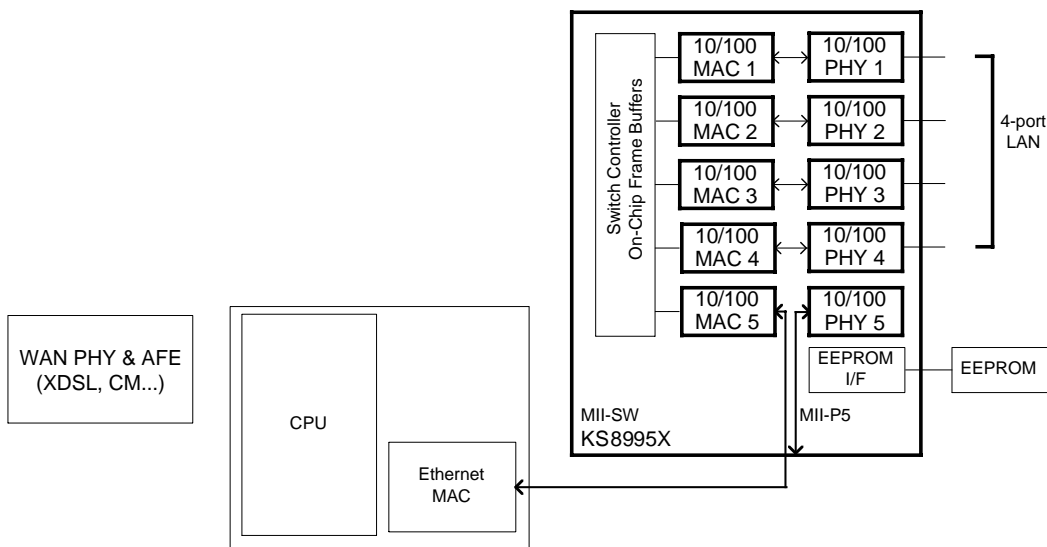 10/100
MAC 1
10/100
PHY 1
10/100
MAC 2
10/100
PHY 2
10/100
MAC 3
10/100
PHY 3
10/100
MAC 4
10/100
PHY 4
10/100
MAC 5
10/100
PHY 5
Switch Controller
On-Chip Frame Buffers
4-port
LAN
EEPROM
I/F
EEPROM
MII-SW
MII-P5
KS8995X
WAN PHY & AFE
(XDSL, CM...)
CPU
Ethernet
MAC